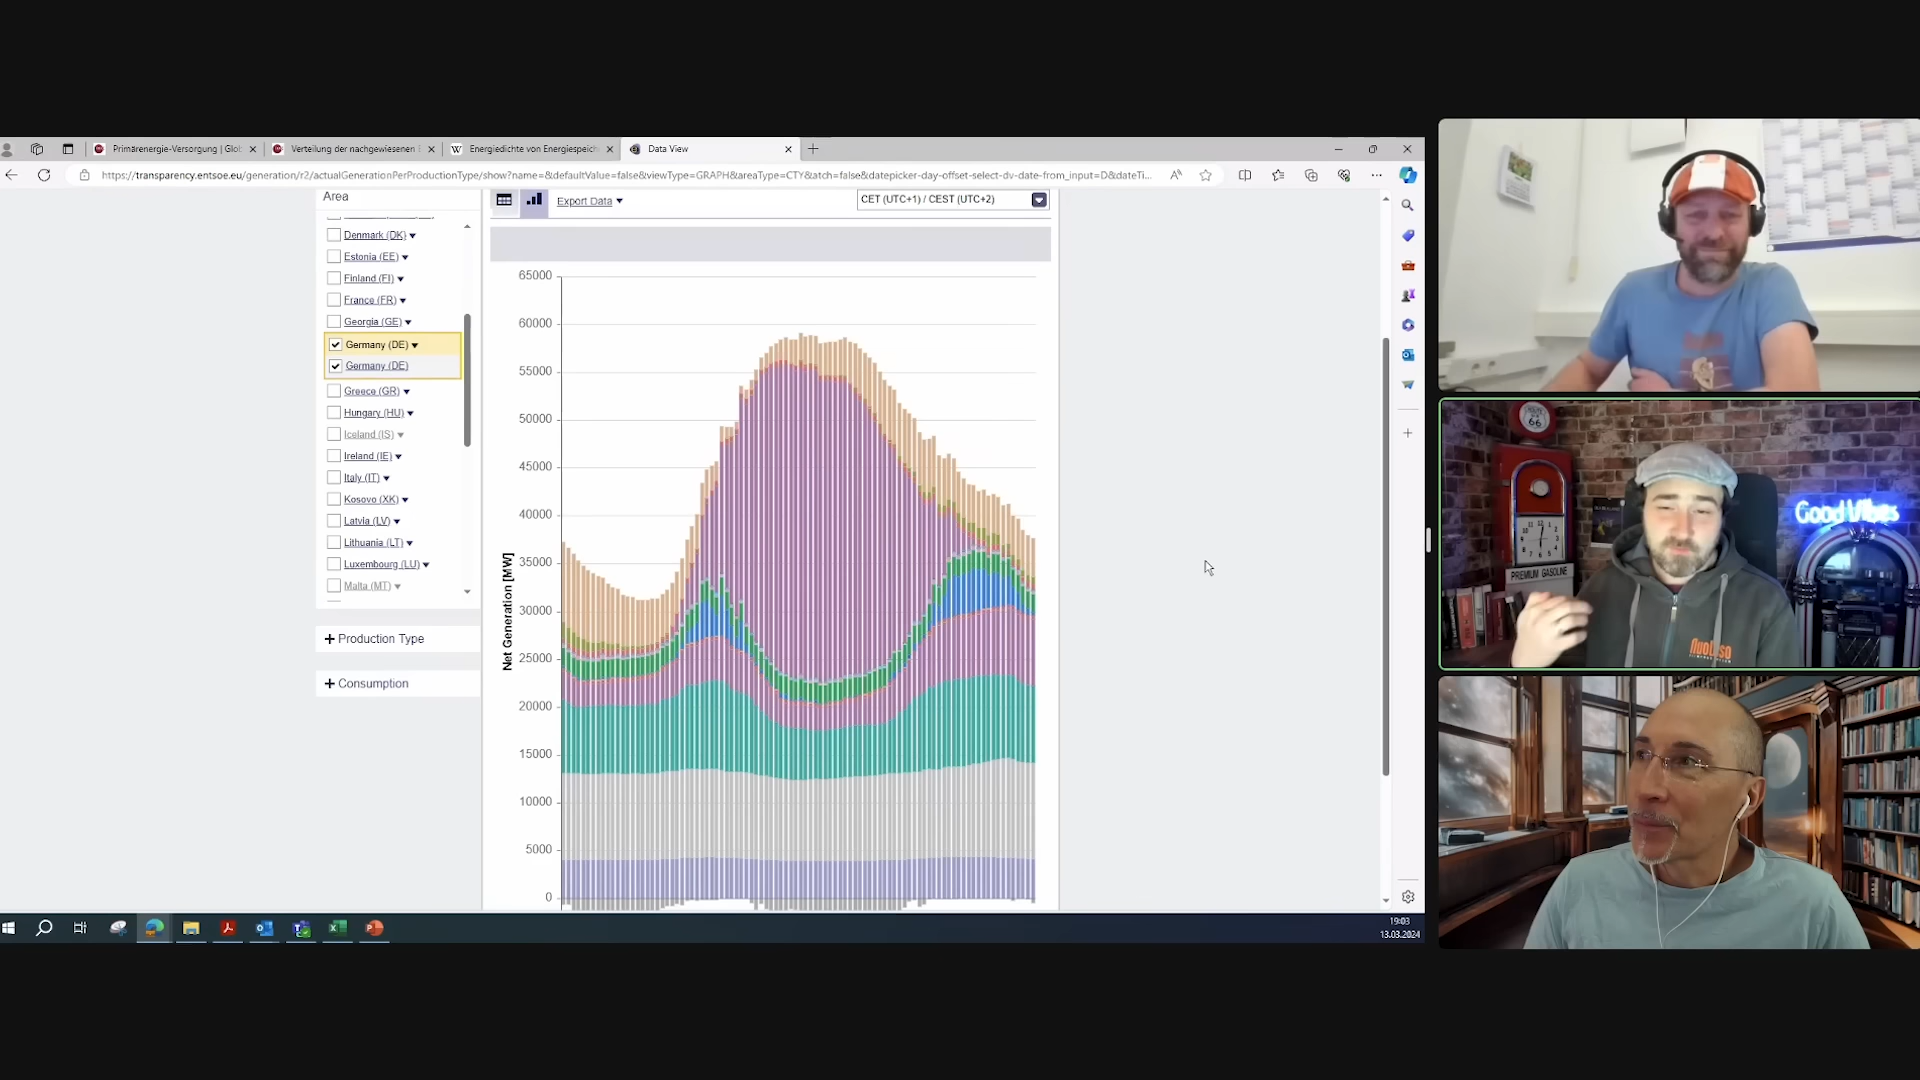 Primärenergie-Versorgung | Glo
Verteilung der nachgewiesenen
Energiedichte von Energiespeich
Data View
https://transparency.entsoe.eu/generation/r2/actualGenerationPerProductionType/show?name=&defaultValue=false&viewType=GRAPH&areaType=CTY&atch=false&datepicker-day-offset-select-dv-date-from_input=D&dateTi...
Area
Denmark (DK)
Estonia (EE)
Finland (FI)
France (FR)
Georgia (GE)
Germany (DE)
Germany (DE)
Greece (GR)
Hungary (HU)
Iceland (IS)
Ireland (IE)
Italy (IT)
Kosovo (XK)
Latvia (LV)
Lithuania (LT)
Luxembourg (LU)
Malta (MT)
+ Production Type
+ Consumption
Export Data
CET (UTC+1) / CEST (UTC+2)
65000
60000
55000
50000
45000
40000
35000
30000
25000
20000
15000
10000
5000
0
Net Generation [MW]
19:03
13.03.2024
66
PREMIUM GASOLINE
Good Vibes